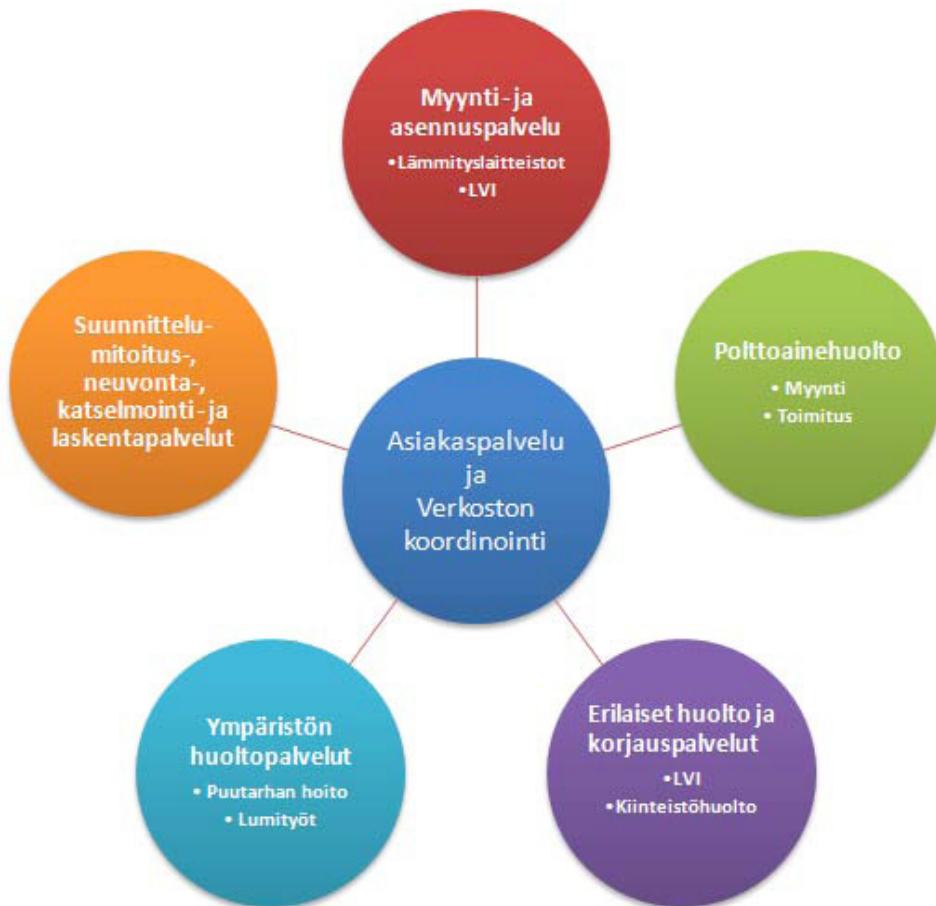 Myynti - ja
asennuspalvelu
• Lämmityslaitteistot
• LVI
Polttoainehuolto
• Myynti
• Toimitus
Suunnittelu-
mitoitus-,
neuvonta-,
katselmointi - ja
laskentapalvelut
Asiakaspalvelu
ja
Verkoston
koordinointi
Ympäristön
huoltopalvelut
• Puutarhan hoito
• Lumityöt
Erilaiset huolto ja
korjauspalvelut
• LVI
• Kiinteistöhuolto